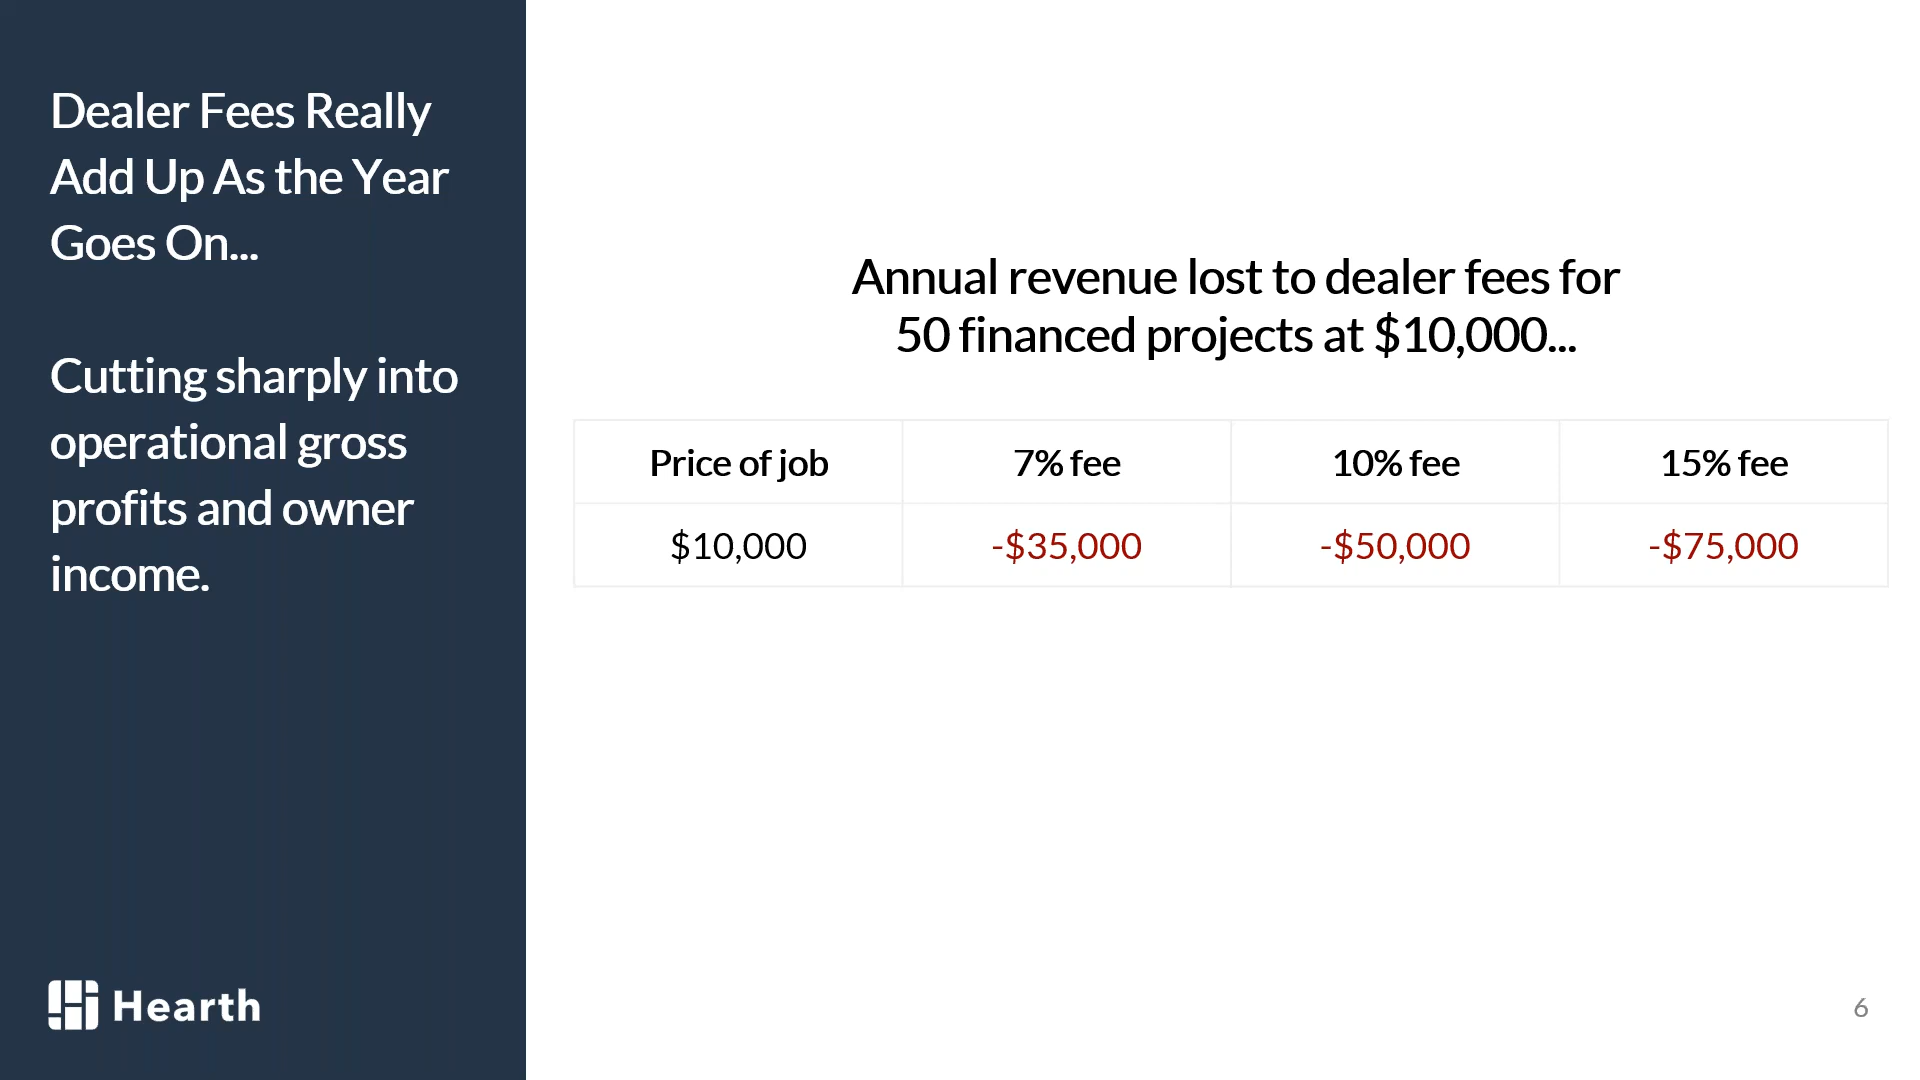 Dealer Fees Really
Add Up As the Year
Goes On...
Cutting sharply into
operational gross
profits and owner
income.
Hearth
Annual revenue lost to dealer fees for
50 financed projects at $10,000...
Price of job 7% fee 10% fee 15% fee
$10,000 -$35,000 -$50,000 -$75,000
6